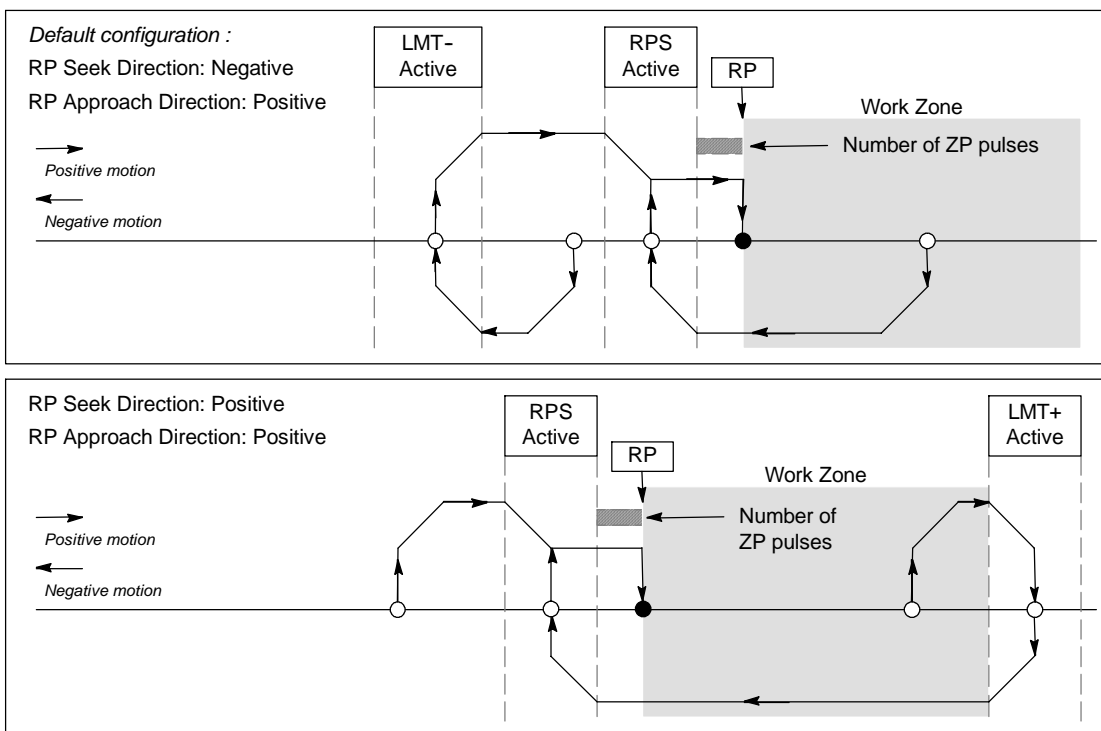 Default configuration :
RP Seek Direction: Negative
RP Approach Direction: Positive
LMT-
Active
RPS
Active
RP
Work Zone
Number of ZP pulses
Positive motion
Negative motion
RP Seek Direction: Positive
RP Approach Direction: Positive
RPS
Active
RP
LMT+
Active
Work Zone
Number of
ZP pulses
Positive motion
Negative motion